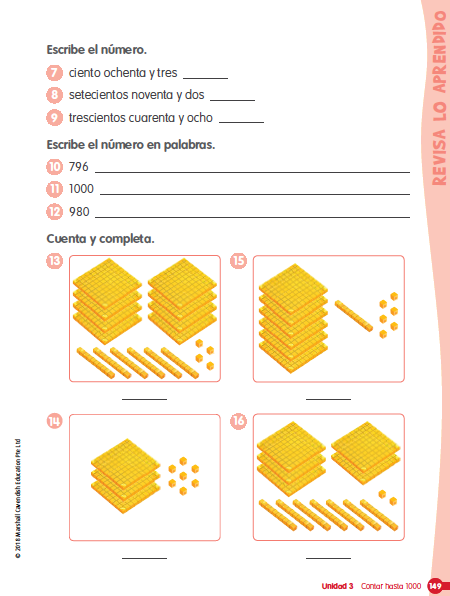 REVISA LO APRENDIDO
Escribe el número.
7 ciento ochenta y tres
8 setecientos noventa y dos
9 trescientos cuarenta y ocho
Escribe el número en palabras.
10 796
11 1000
12 980
Cuenta y completa.
13
15
14
16
© 2018 Marshall Cavendish Education Pte Ltd
Unidad 3 Contar hasta 1000 149